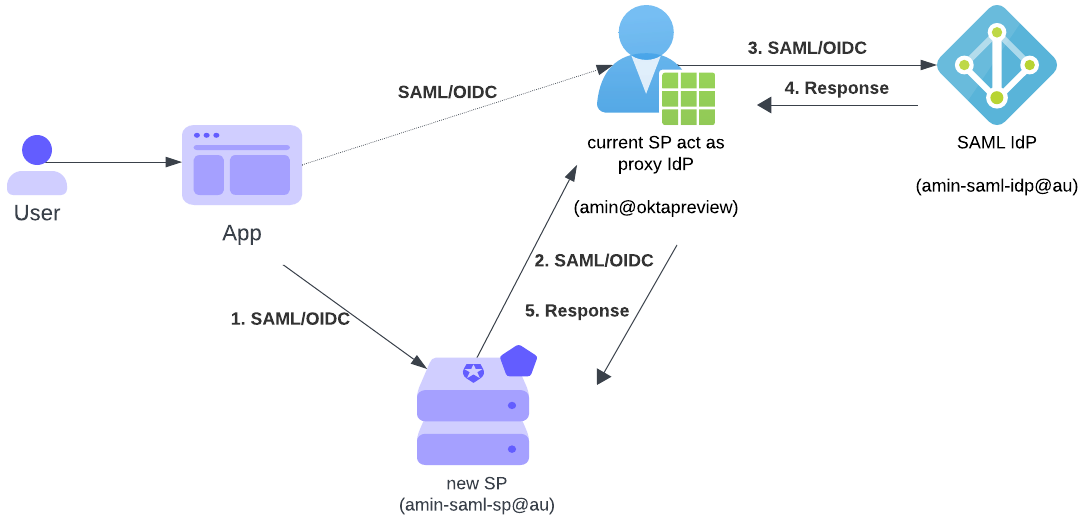 3. SAML/OIDC
4. Response
SAML/OIDC
current SP act as
proxy IdP
SAML IdP
(amin-saml-idp@au)
(amin@oktapreview)
User
App
2. SAML/OIDC
5. Response
1. SAML/OIDC
new SP
(amin-saml-sp@au)